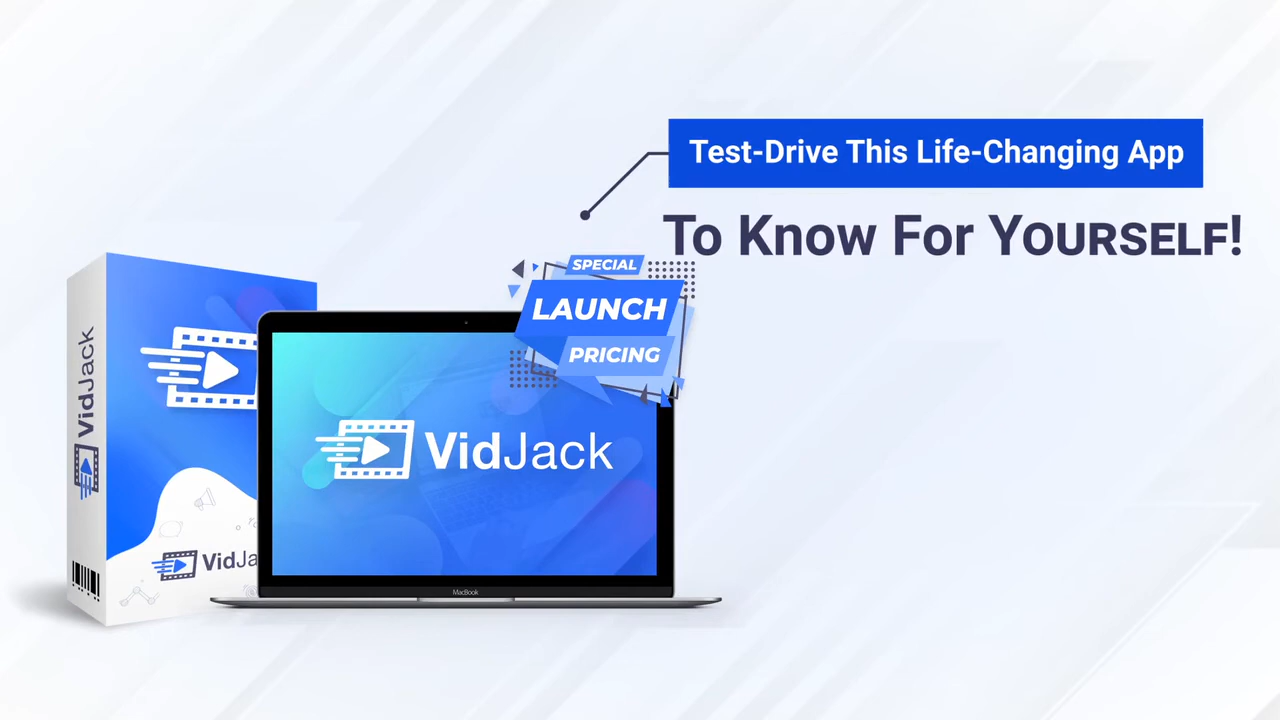 Test-Drive This Life-Changing App
To Know For YOURSELF!
SPECIAL
LAUNCH
PRICING
VidJack
VidJack
VidJa
MacBook